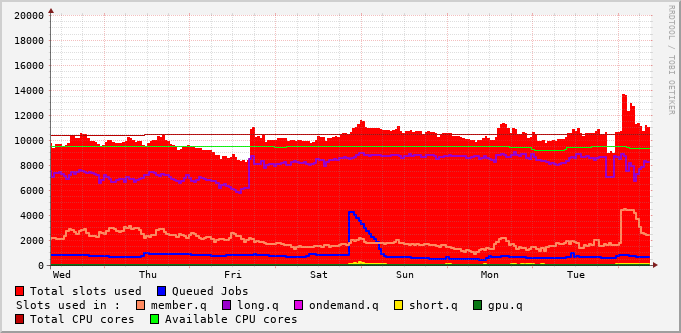 20000
18000
16000
14000
12000
10000
8000
6000
4000
2000
0
Wed Thu Fri Sat Sun Mon Tue
Total slots used Queued Jobs
Slots used in : member.q long.q ondemand.q short.q gpu.q
Total CPU cores Available CPU cores
RRDTOOL / TOBI OETIKER